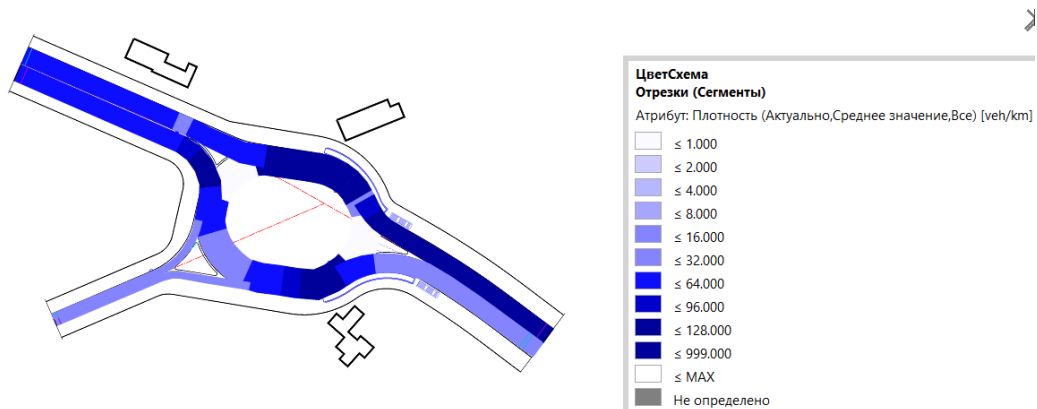 ЦветСхема
Отрезки (Сегменты)
Атрибут: Плотность (Актуально,Среднее значение,Все) [veh/km]
≤ 1.000
≤ 2.000
≤ 4.000
≤ 8.000
≤ 16.000
≤ 32.000
≤ 64.000
≤ 96.000
≤ 128.000
≤ 999.000
≤ MAX
Не определено